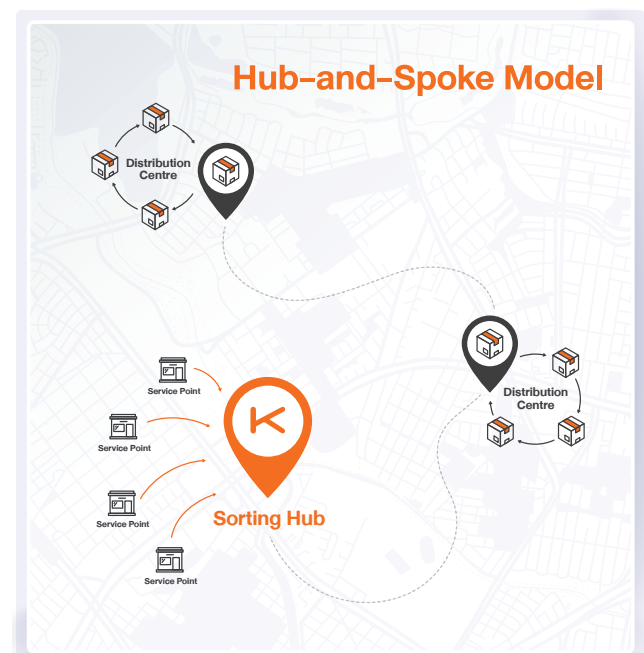 Hub-and-Spoke Model
Distribution
Centre
Distribution
Centre
Service Point
Service Point
Service Point
Service Point
Sorting Hub